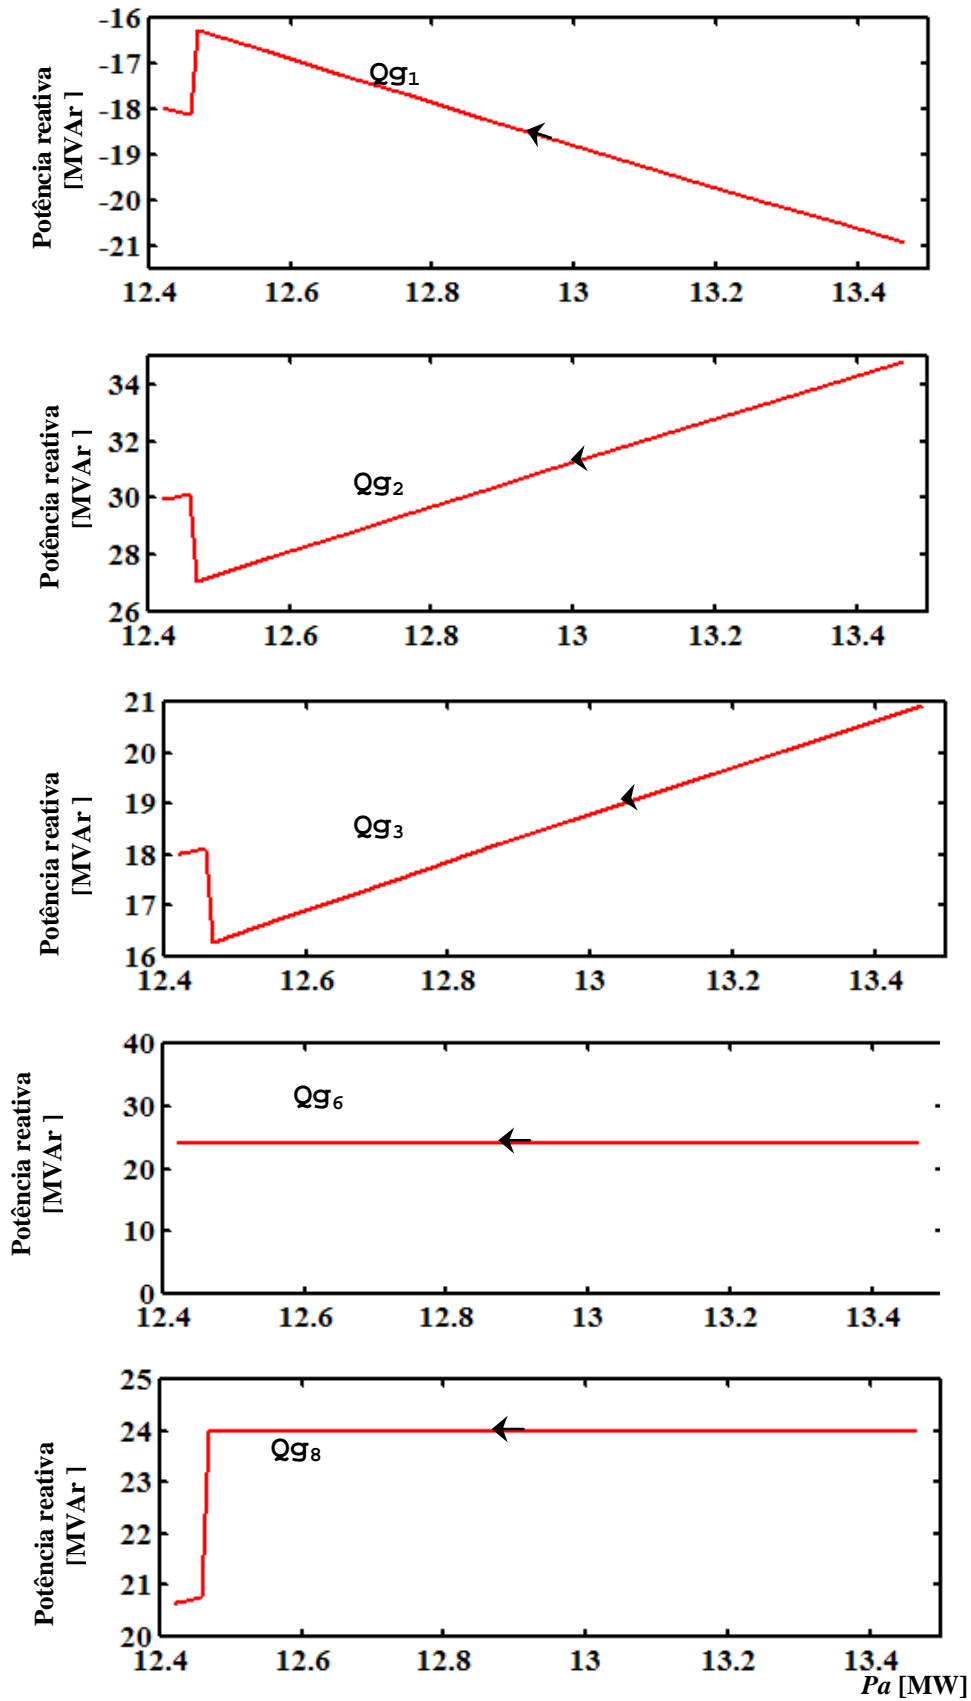 -16
-17
-18
-19
-20
-21
Potência reativa
[MVAr ]
Qg1
12.4 12.6 12.8 13 13.2 13.4
34
32
30
28
26
Potência reativa
[MVAr ]
Qg2
12.4 12.6 12.8 13 13.2 13.4
21
20
19
18
17
16
Potência reativa
[MVAr ]
Qg3
12.4 12.6 12.8 13 13.2 13.4
40
30
20
10
0
Potência reativa
[MVAr ]
Qg6
12.4 12.6 12.8 13 13.2 13.4
25
24
23
22
21
20
Potência reativa
[MVAr ]
Qg8
12.4 12.6 12.8 13 13.2 13.4
Pa [MW]